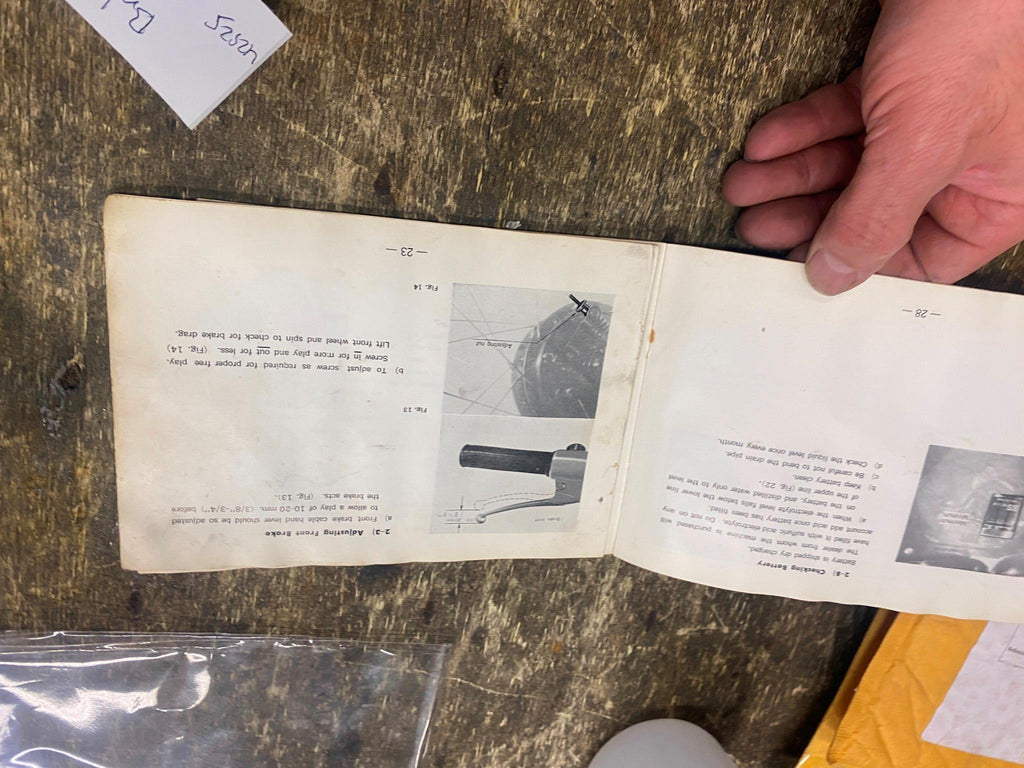 2-8) Checking Battery
Battery is shipped dry charged.
The dealer from whom the machine is purchased will
have filled it with acid sulfuric electrolyte. Do not on any
account add acid once battery has been filled.
a) When the electrolyte level falls below the lower line
on the battery, add distilled water only to the level
of the upper line (Fig. 22).
b) Keep battery clean.
c) Be careful not to bend the drain pipe.
d) Check the liquid level once every month.
— 28 —
2-3) Adjusting Front Brake
a) Front brake cable hand lever should be so adjusted
to allow a play of 10-20 mm. (3/8"-3/4") before
the brake acts. (Fig. 13).
Fig. 13
Adjusting nut
b) To adjust screw as required for proper free play.
Screw in for more play and out for less. (Fig. 14)
Lift front wheel and spin to check for brake drag.
Fig. 14
— 23 —
42525